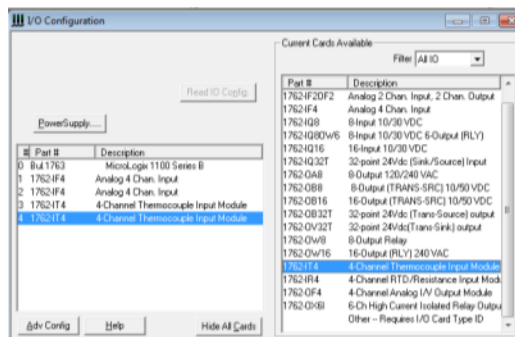 I/O Configuration
Current Cards Available
Filter All IO
Read IO Config.
PowerSupply.....
# Part # Description
0 Bul.1763 MicroLogix 1100 Series B
1 1762-IF4 Analog 4 Chan. Input
2 1762-IF4 Analog 4 Chan. Input
3 1762-IT4 4-Channel Thermocouple Input Module
4 1762-IT4 4-Channel Thermocouple Input Module
Adv Config Help Hide All Cards
Part # Description
1762-IF2OF2 Analog 2 Chan. Input, 2 Chan. Output
1762-IF4 Analog 4 Chan. Input
1762-IQ8 8-Input 10/30 VDC
1762-IQ8OW6 8-Input 10/30 VDC 6-Output (RLY)
1762-IQ16 16-Input 10/30 VDC
1762-IQ32T 32-point 24Vdc (Sink/Source) Input
1762-OA8 8-Output 120/240 VAC
1762-OB8 8-Output (TRANS-SRC) 10/50 VDC
1762-OB16 16-Output (TRANS-SRC) 10/50 VDC
1762-OB32T 32-point 24Vdc (Trans-Source) output
1762-OV32T 32-point 24Vdc(Trans-Sink) output
1762-OW8 8-Output Relay
1762-OW16 16-Output (RLY) 240 VAC
1762-IT4 4-Channel Thermocouple Input Module
1762-IR4 4-Channel RTD/Resistance Input Modu
1762-OF4 4-Channel Analog I/V Output Module
1762-OX6I 6-Ch High Current Isolated Relay Outpu
Other -- Requires I/O Card Type ID